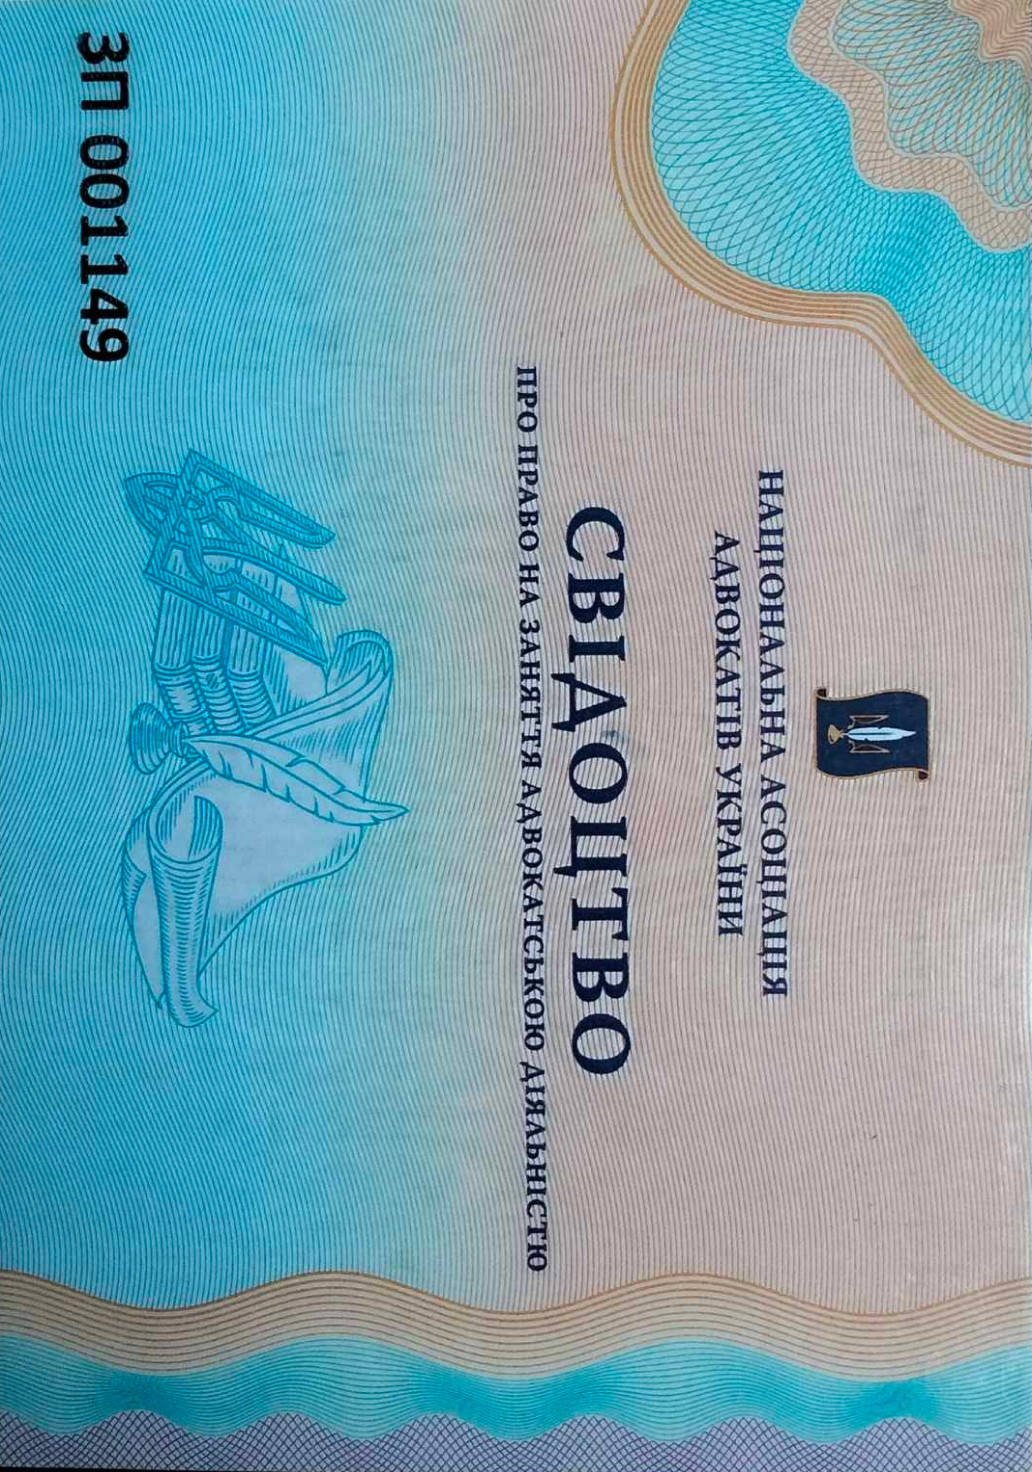 НАЦІОНАЛЬНА АСОЦІАЦІЯ
АДВОКАТІВ УКРАЇНИ
СВІДОЦТВО
ПРО ПРАВО НА ЗАНЯТТЯ АДВОКАТСЬКОЮ ДІЯЛЬНІСТЮ
ЗП 001149